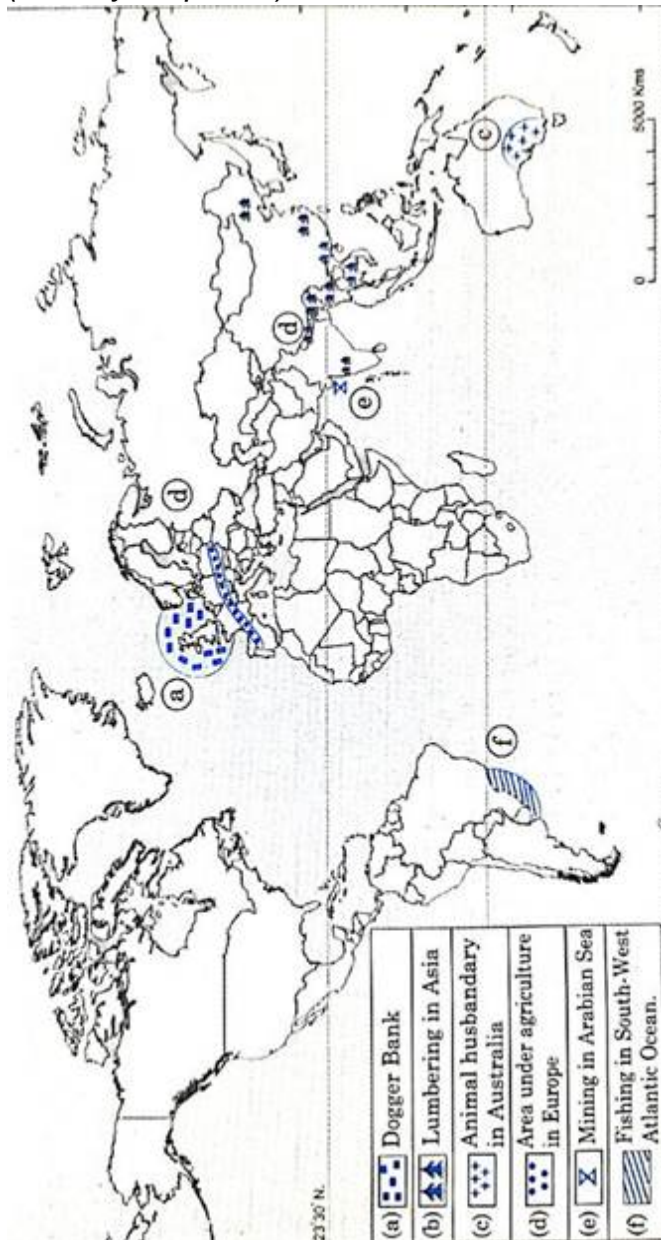 a
d
d
e
c
f
23°30' N.
0 5000 Kms
(a) Dogger Bank
(b) Lumbering in Asia
(c) Animal husbandary
in Australia
(d) Area under agriculture
in Europe
(e) Mining in Arabian Sea
(f) Fishing in South-West
Atlantic Ocean.